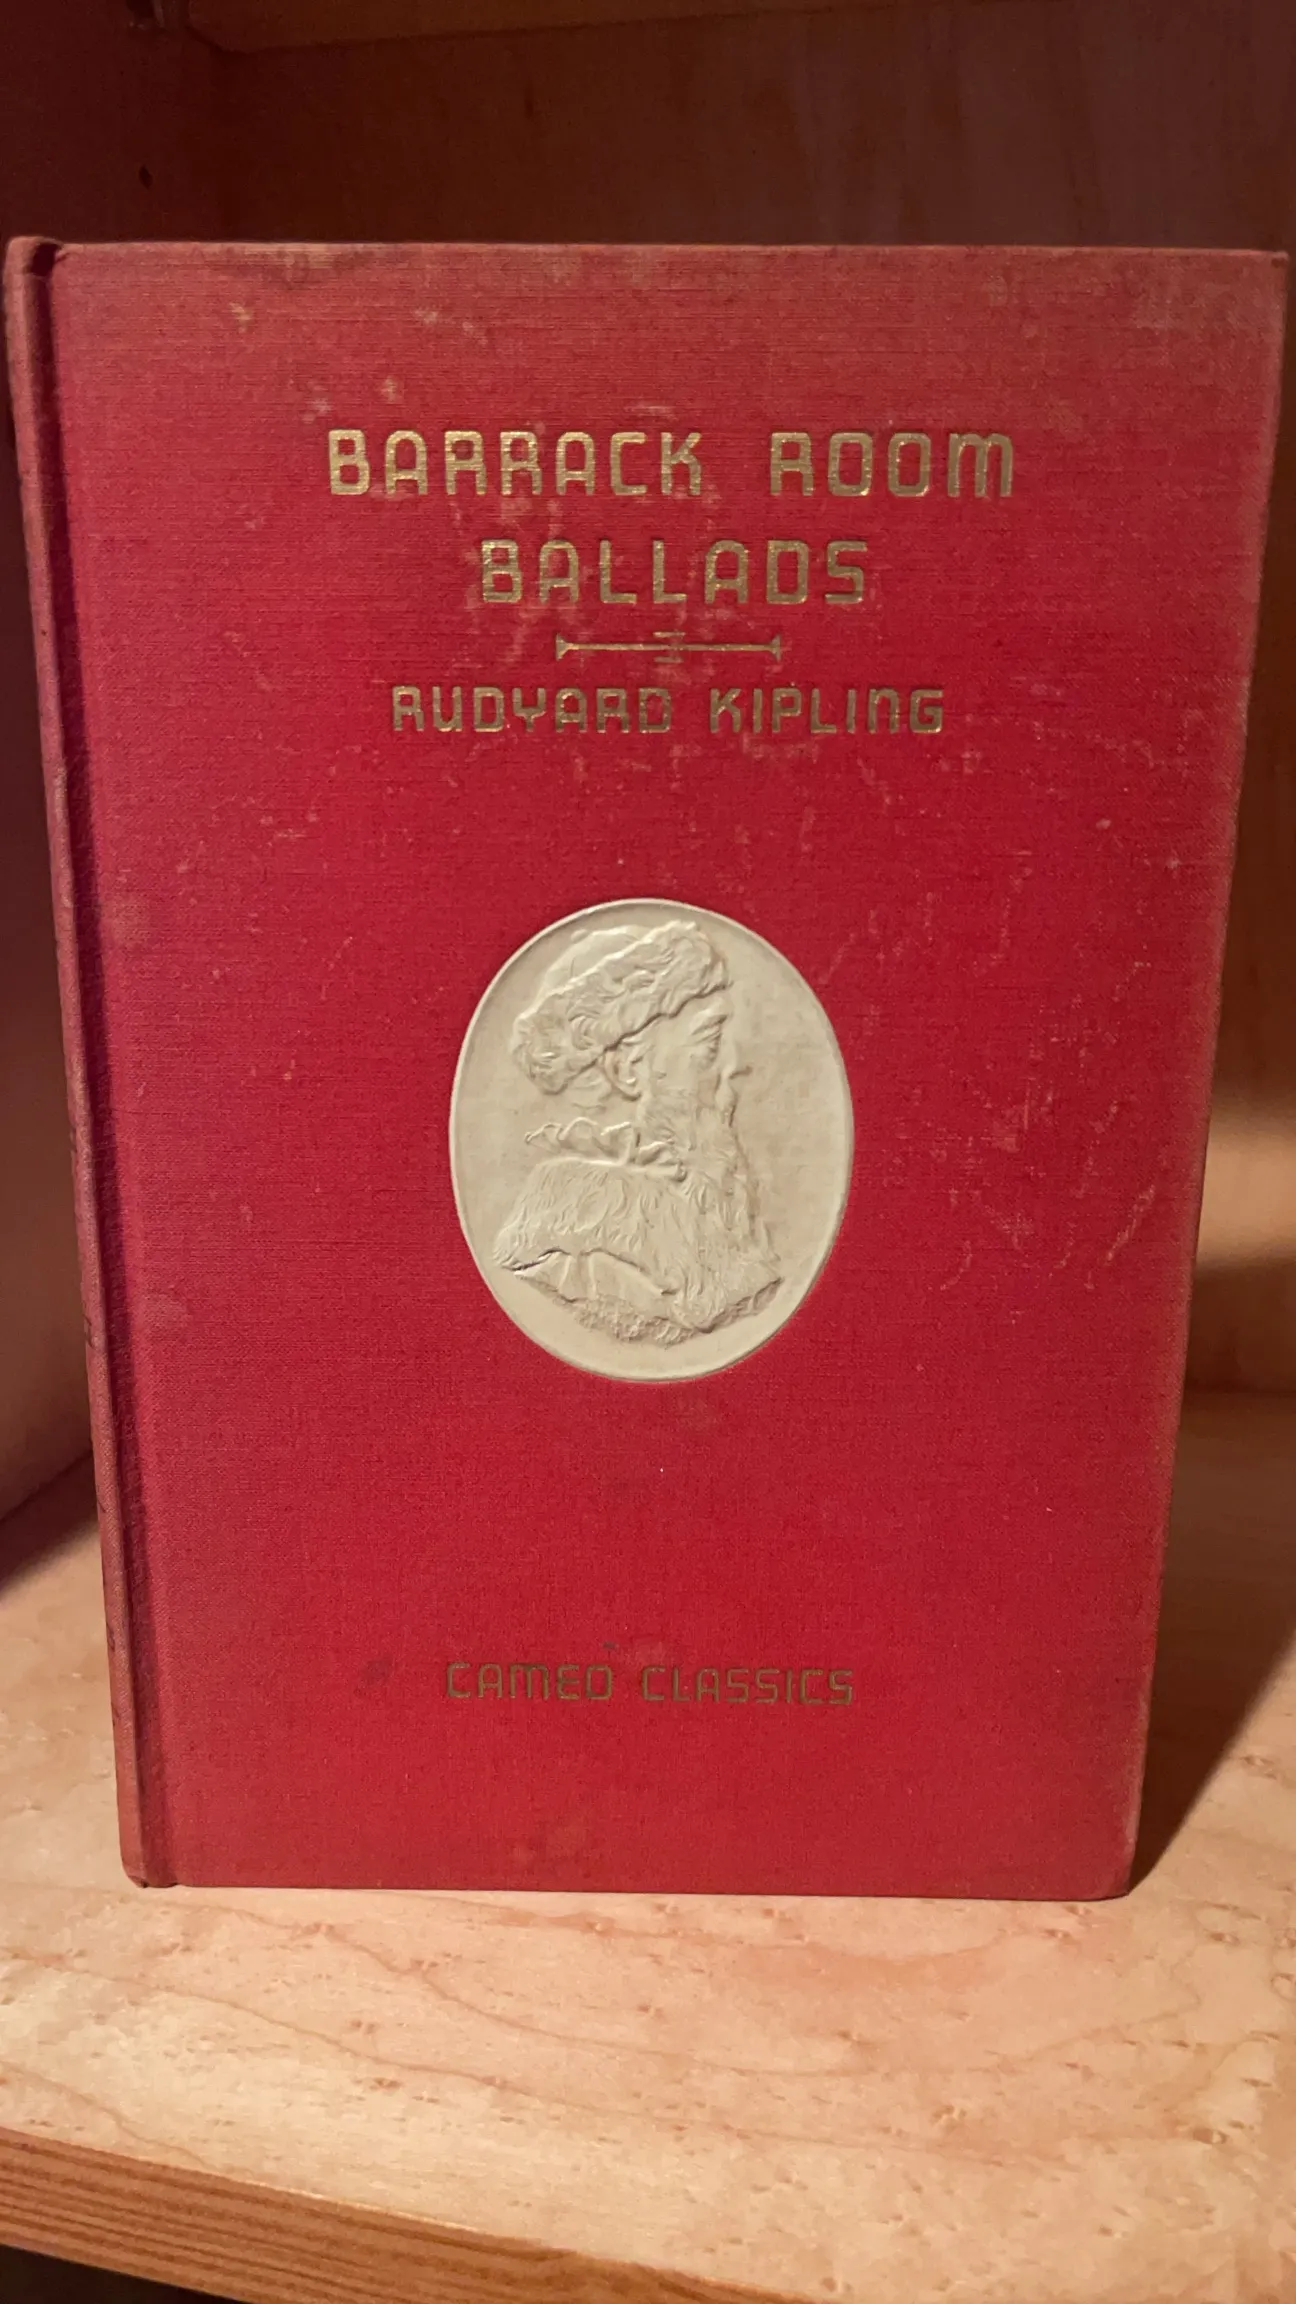 BARRACK ROOM
BALLADS
RUDYARD KIPLING
CAMEO CLASSICS